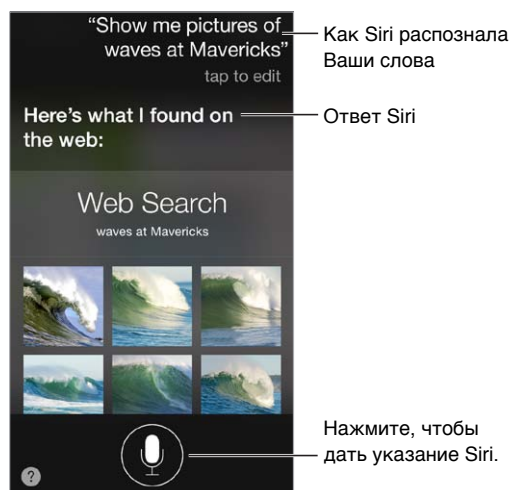 “Show me pictures of
waves at Mavericks”
tap to edit
Как Siri распознала
Ваши слова
Here’s what I found on
the web:
Ответ Siri
Web Search
waves at Mavericks
Нажмите, чтобы
дать указание Siri.
?